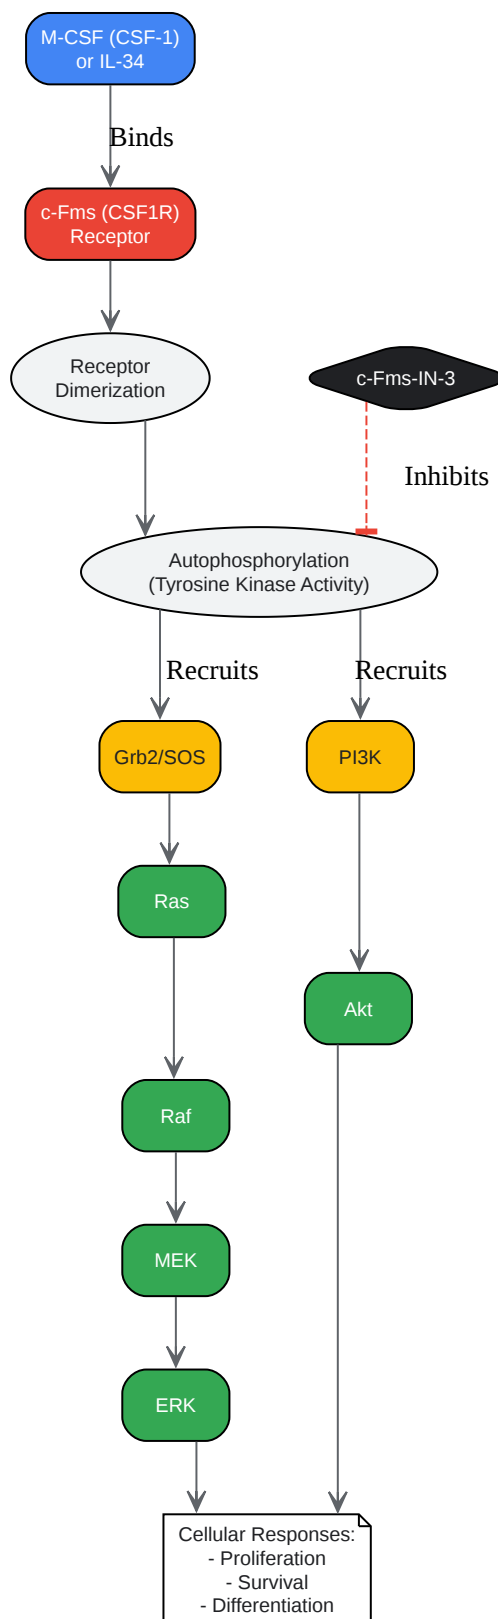 M-CSF (CSF-1)
or IL-34
Binds
c-Fms (CSF1R)
Receptor
Receptor
Dimerization
c-Fms-IN-3
Inhibits
Autophosphorylation
(Tyrosine Kinase Activity)
Recruits
Recruits
Grb2/SOS
PI3K
Ras
Akt
Raf
MEK
ERK
Cellular Responses:
- Proliferation
- Survival
- Differentiation